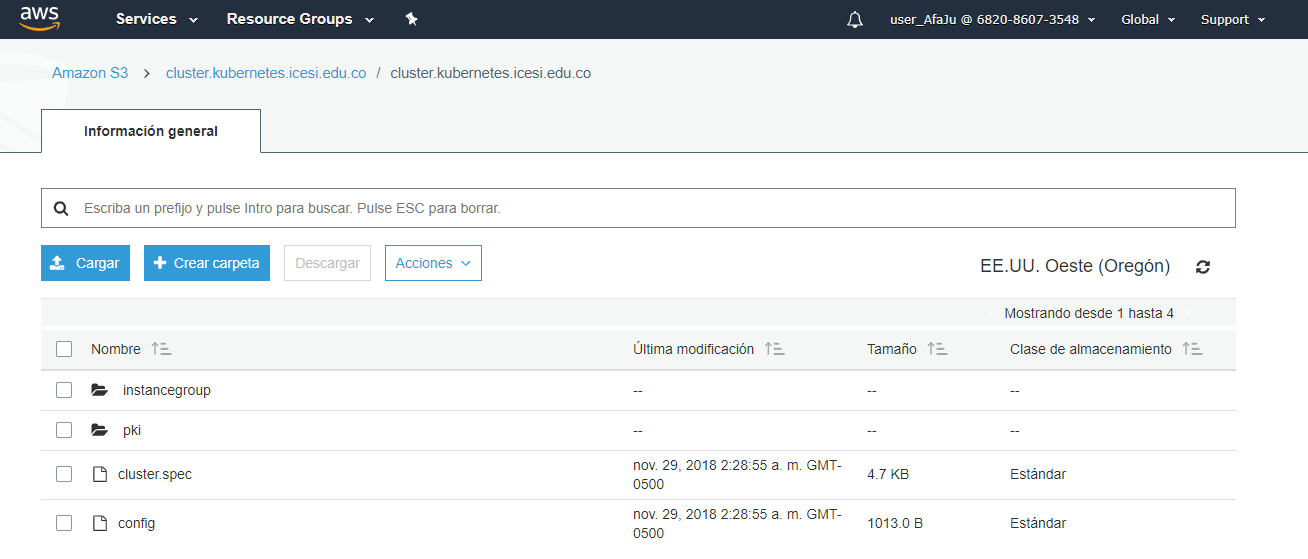 aws Services Resource Groups user_AfaJu @ 6820-8607-3548 Global Support
Amazon S3 > cluster.kubernetes.icesi.edu.co / cluster.kubernetes.icesi.edu.co
Información general
Escriba un prefijo y pulse Intro para buscar. Pulse ESC para borrar.
Cargar + Crear carpeta Descargar Acciones EE.UU. Oeste (Oregón)
Mostrando desde 1 hasta 4
Nombre Última modificación Tamaño Clase de almacenamiento
instancegroup -- -- --
pki -- -- --
cluster.spec nov. 29, 2018 2:28:55 a. m. GMT-0500 4.7 KB Estándar
config nov. 29, 2018 2:28:55 a. m. GMT-0500 1013.0 B Estándar